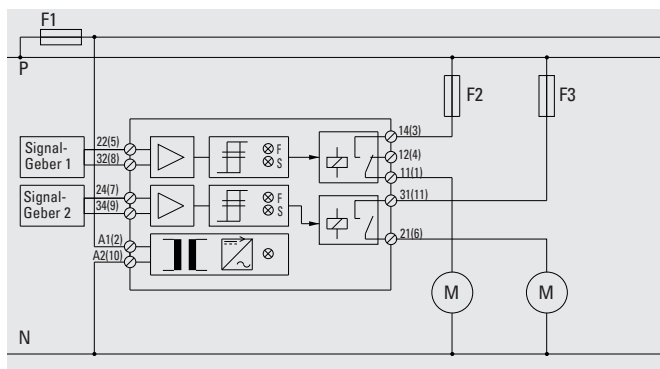 F1
P
F2
F3
Signal-
Geber 1
22(5)
32(8)
F
S
14(3)
12(4)
11(1)
Signal-
Geber 2
24(7)
34(9)
F
S
31(11)
21(6)
A1(2)
A2(10)
M
M
N